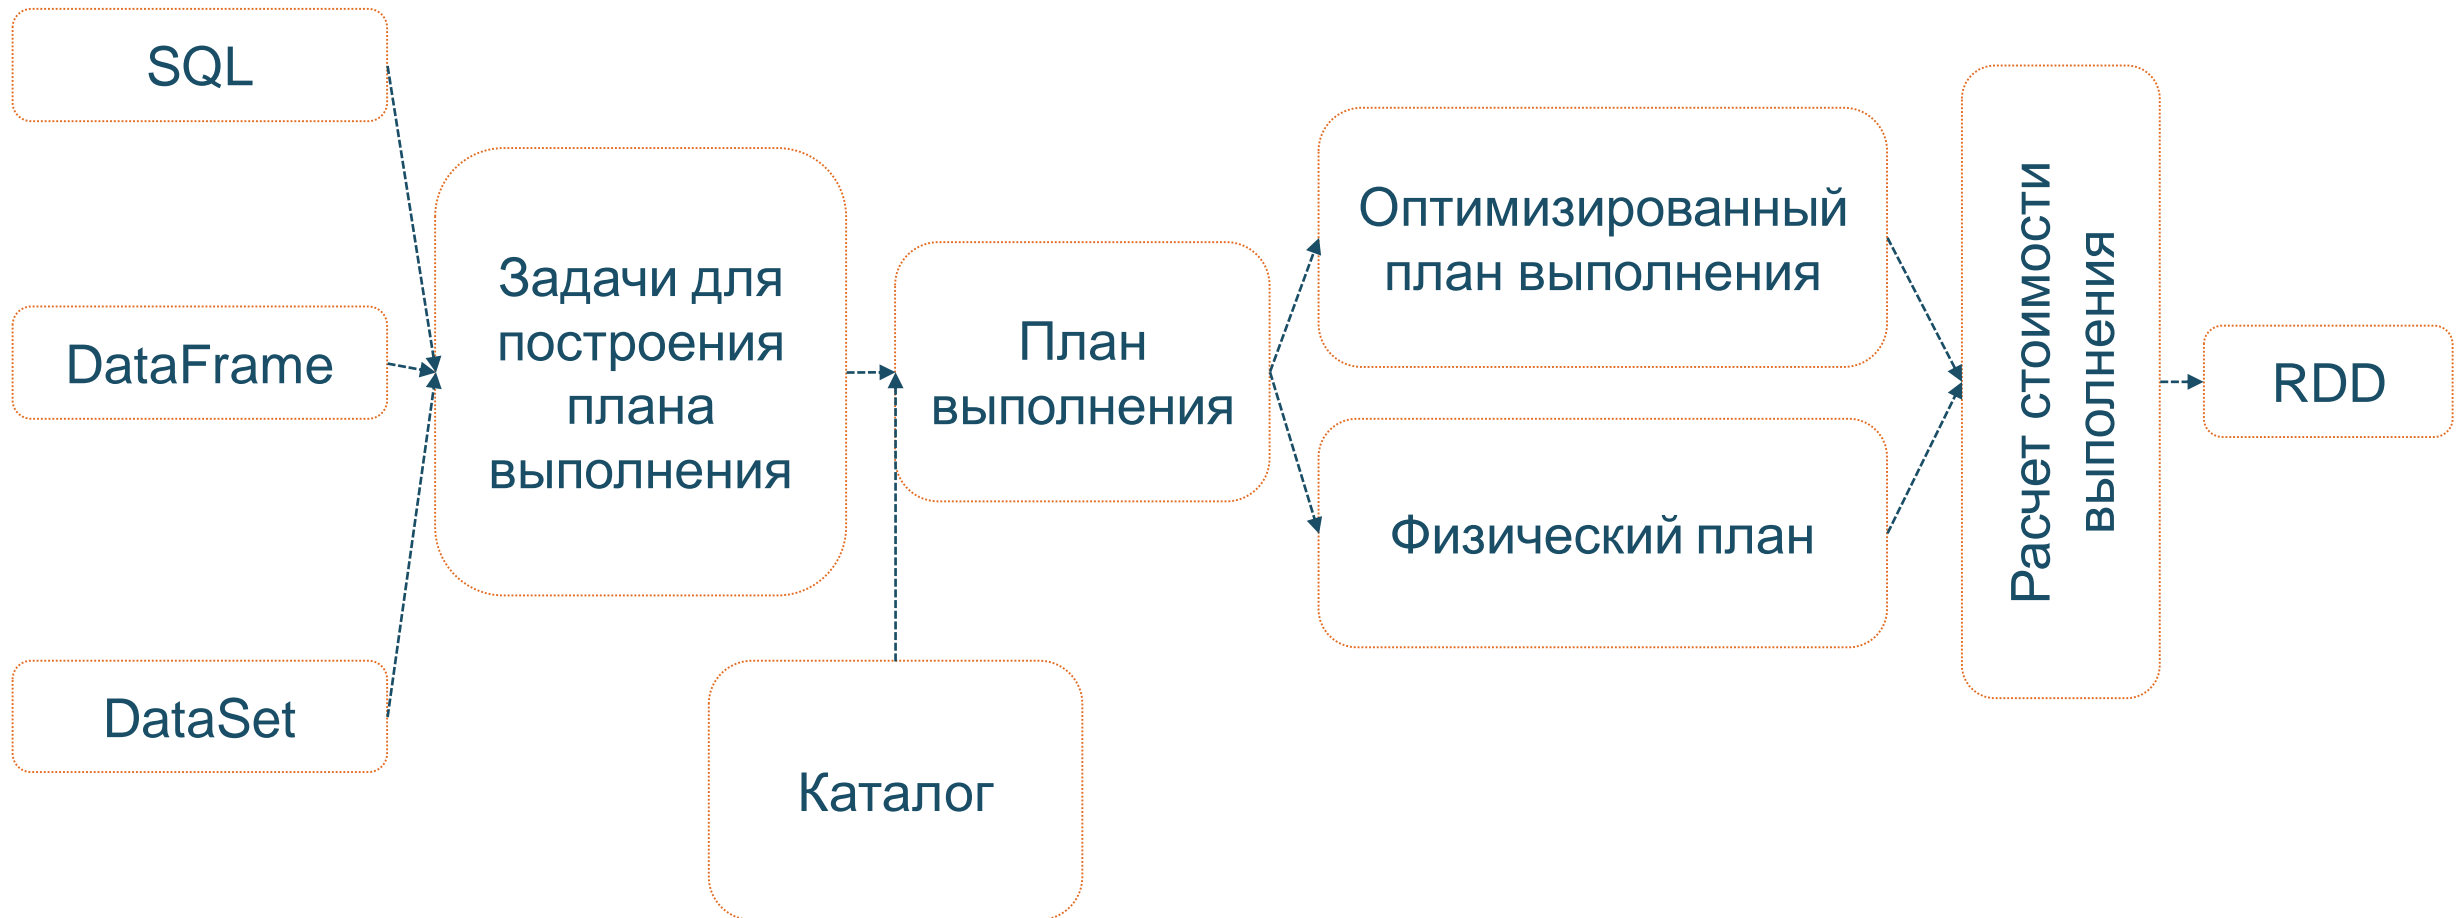 SQL
DataFrame
DataSet
Задачи для
построения
плана
выполнения
Каталог
План
выполнения
Оптимизированный
план выполнения
Физический план
Расчет стоимости
выполнения
RDD